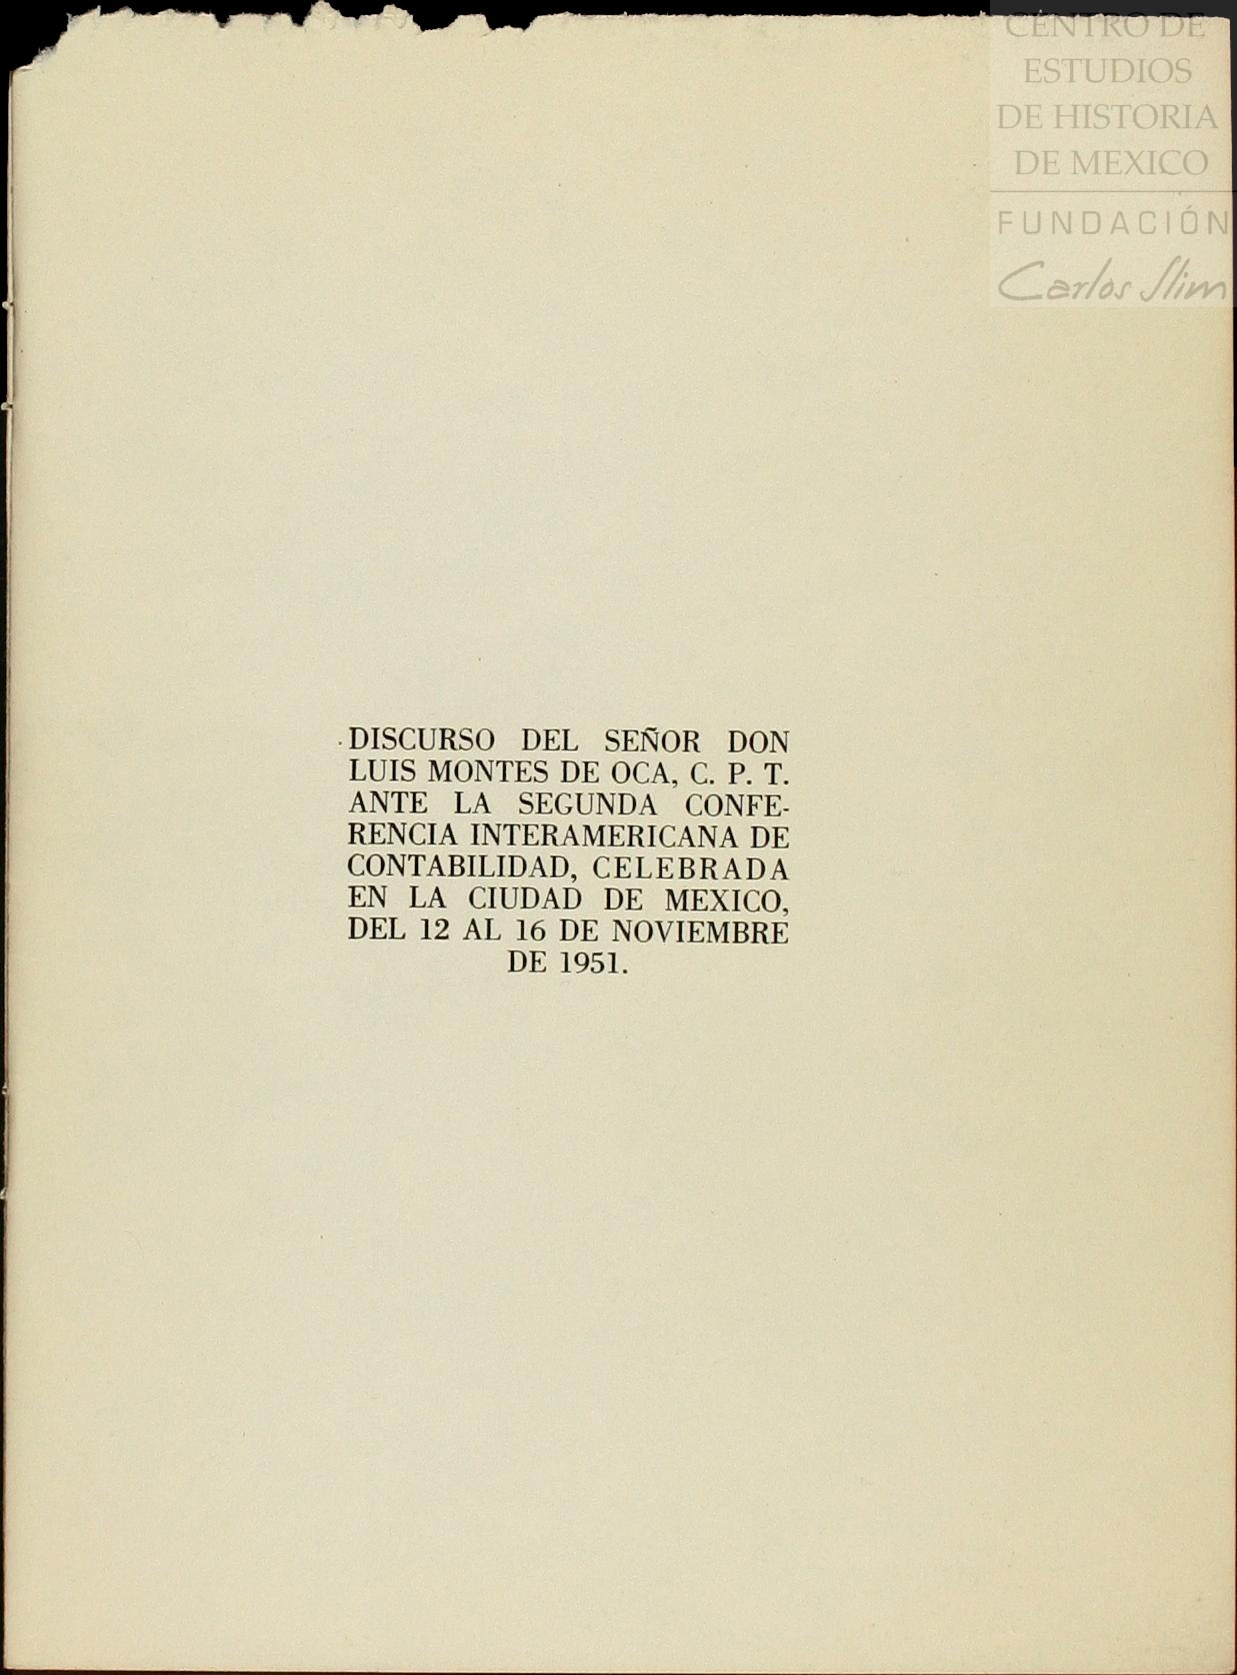 CENTRO DE
ESTUDIOS
DE HISTORIA
DE MEXICO
FUNDACIÓN
Carlos Slim
DISCURSO DEL SEÑOR DON
LUIS MONTES DE OCA, C. P. T.
ANTE LA SEGUNDA CONFE-
RENCIA INTERAMERICANA DE
CONTABILIDAD, CELEBRADA
EN LA CIUDAD DE MEXICO,
DEL 12 AL 16 DE NOVIEMBRE
DE 1951.